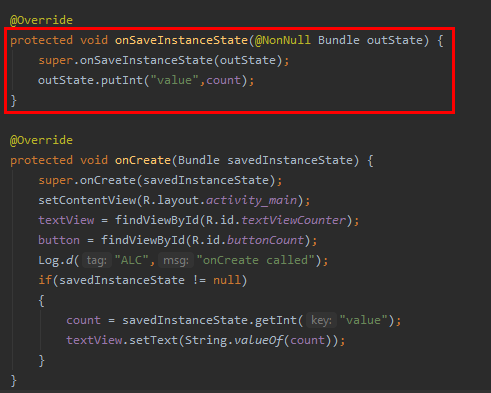 @Override
protected void onSaveInstanceState(@NonNull Bundle outState) {
super.onSaveInstanceState(outState);
outState.putInt("value",count);
}
@Override
protected void onCreate(Bundle savedInstanceState) {
super.onCreate(savedInstanceState);
setContentView(R.layout.activity_main);
textView = findViewById(R.id.textViewCounter);
button = findViewById(R.id.buttonCount);
Log.d( tag: "ALC", msg: "onCreate called");
if(savedInstanceState != null)
{
count = savedInstanceState.getInt( key: "value");
textView.setText(String.valueOf(count));
}
}